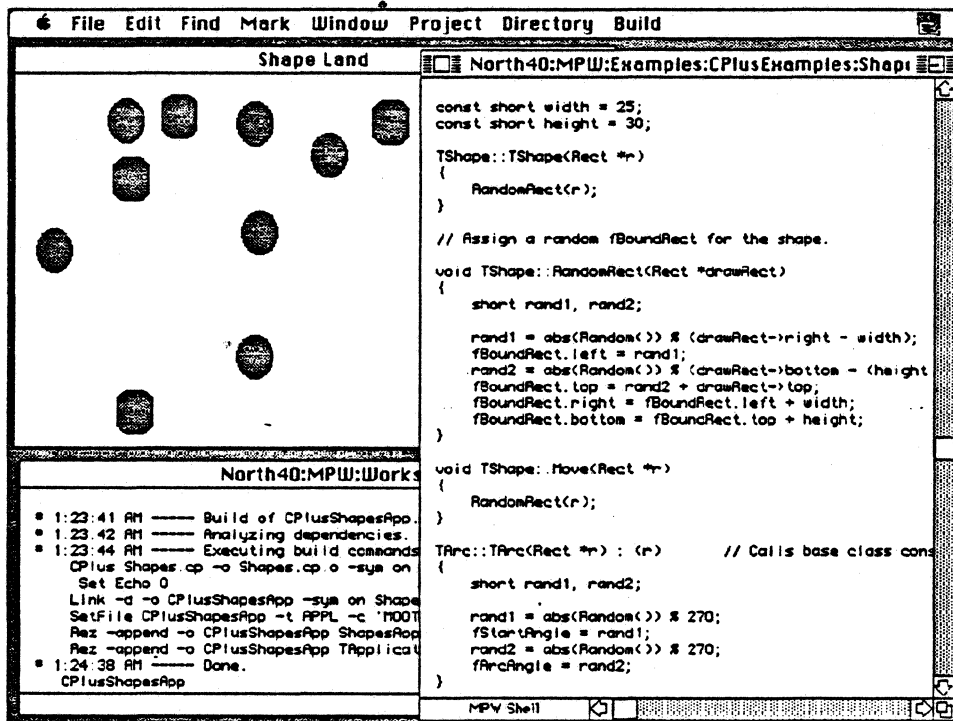 File Edit Find Mark Window Project Directory Build
Shape Land
North40:MPW:Examples:CPlusExamples:Shap
const short width = 25;
const short height = 30;
TShape::TShape(Rect *r)
{
RandomRect(r);
}
// Assign a random fBoundRect for the shape.
void TShape::RandomRect(Rect *drawRect)
{
short rand1, rand2;
rand1 = abs(Random()) % (drawRect->right - width);
fBoundRect.left = rand1;
rand2 = abs(Random()) % (drawRect->bottom - (height
fBoundRect.top = rand2 + drawRect->top;
fBoundRect.right = fBoundRect.left + width;
fBoundRect.bottom = fBoundRect.top + height;
}
void TShape::Move(Rect *r)
{
RandomRect(r);
}
TArc::TArc(Rect *r) : (r) // Calls base class cons
{
short rand1, rand2;
rand1 = abs(Random()) % 270;
fStartAngle = rand1;
rand2 = abs(Random()) % 270;
fArcAngle = rand2;
}
MPW Shell
North40:MPW:Works
* 1:23:41 AM ----- Build of CPlusShapesApp.
* 1:23:42 AM ----- Analyzing dependencies.
* 1:23:44 AM ----- Executing build commands
CPlus Shapes.cp -o Shapes.cp.o -sym on
Set Echo 0
Link -d -o CPlusShapesApp -sym on Shape
SetFile CPlusShapesApp -t APPL -c 'MOOT
Rez -append -o CPlusShapesApp ShapesApp
Rez -append -o CPlusShapesApp TApplicat
* 1:24:38 AM ----- Done.
CPlusShapesApp